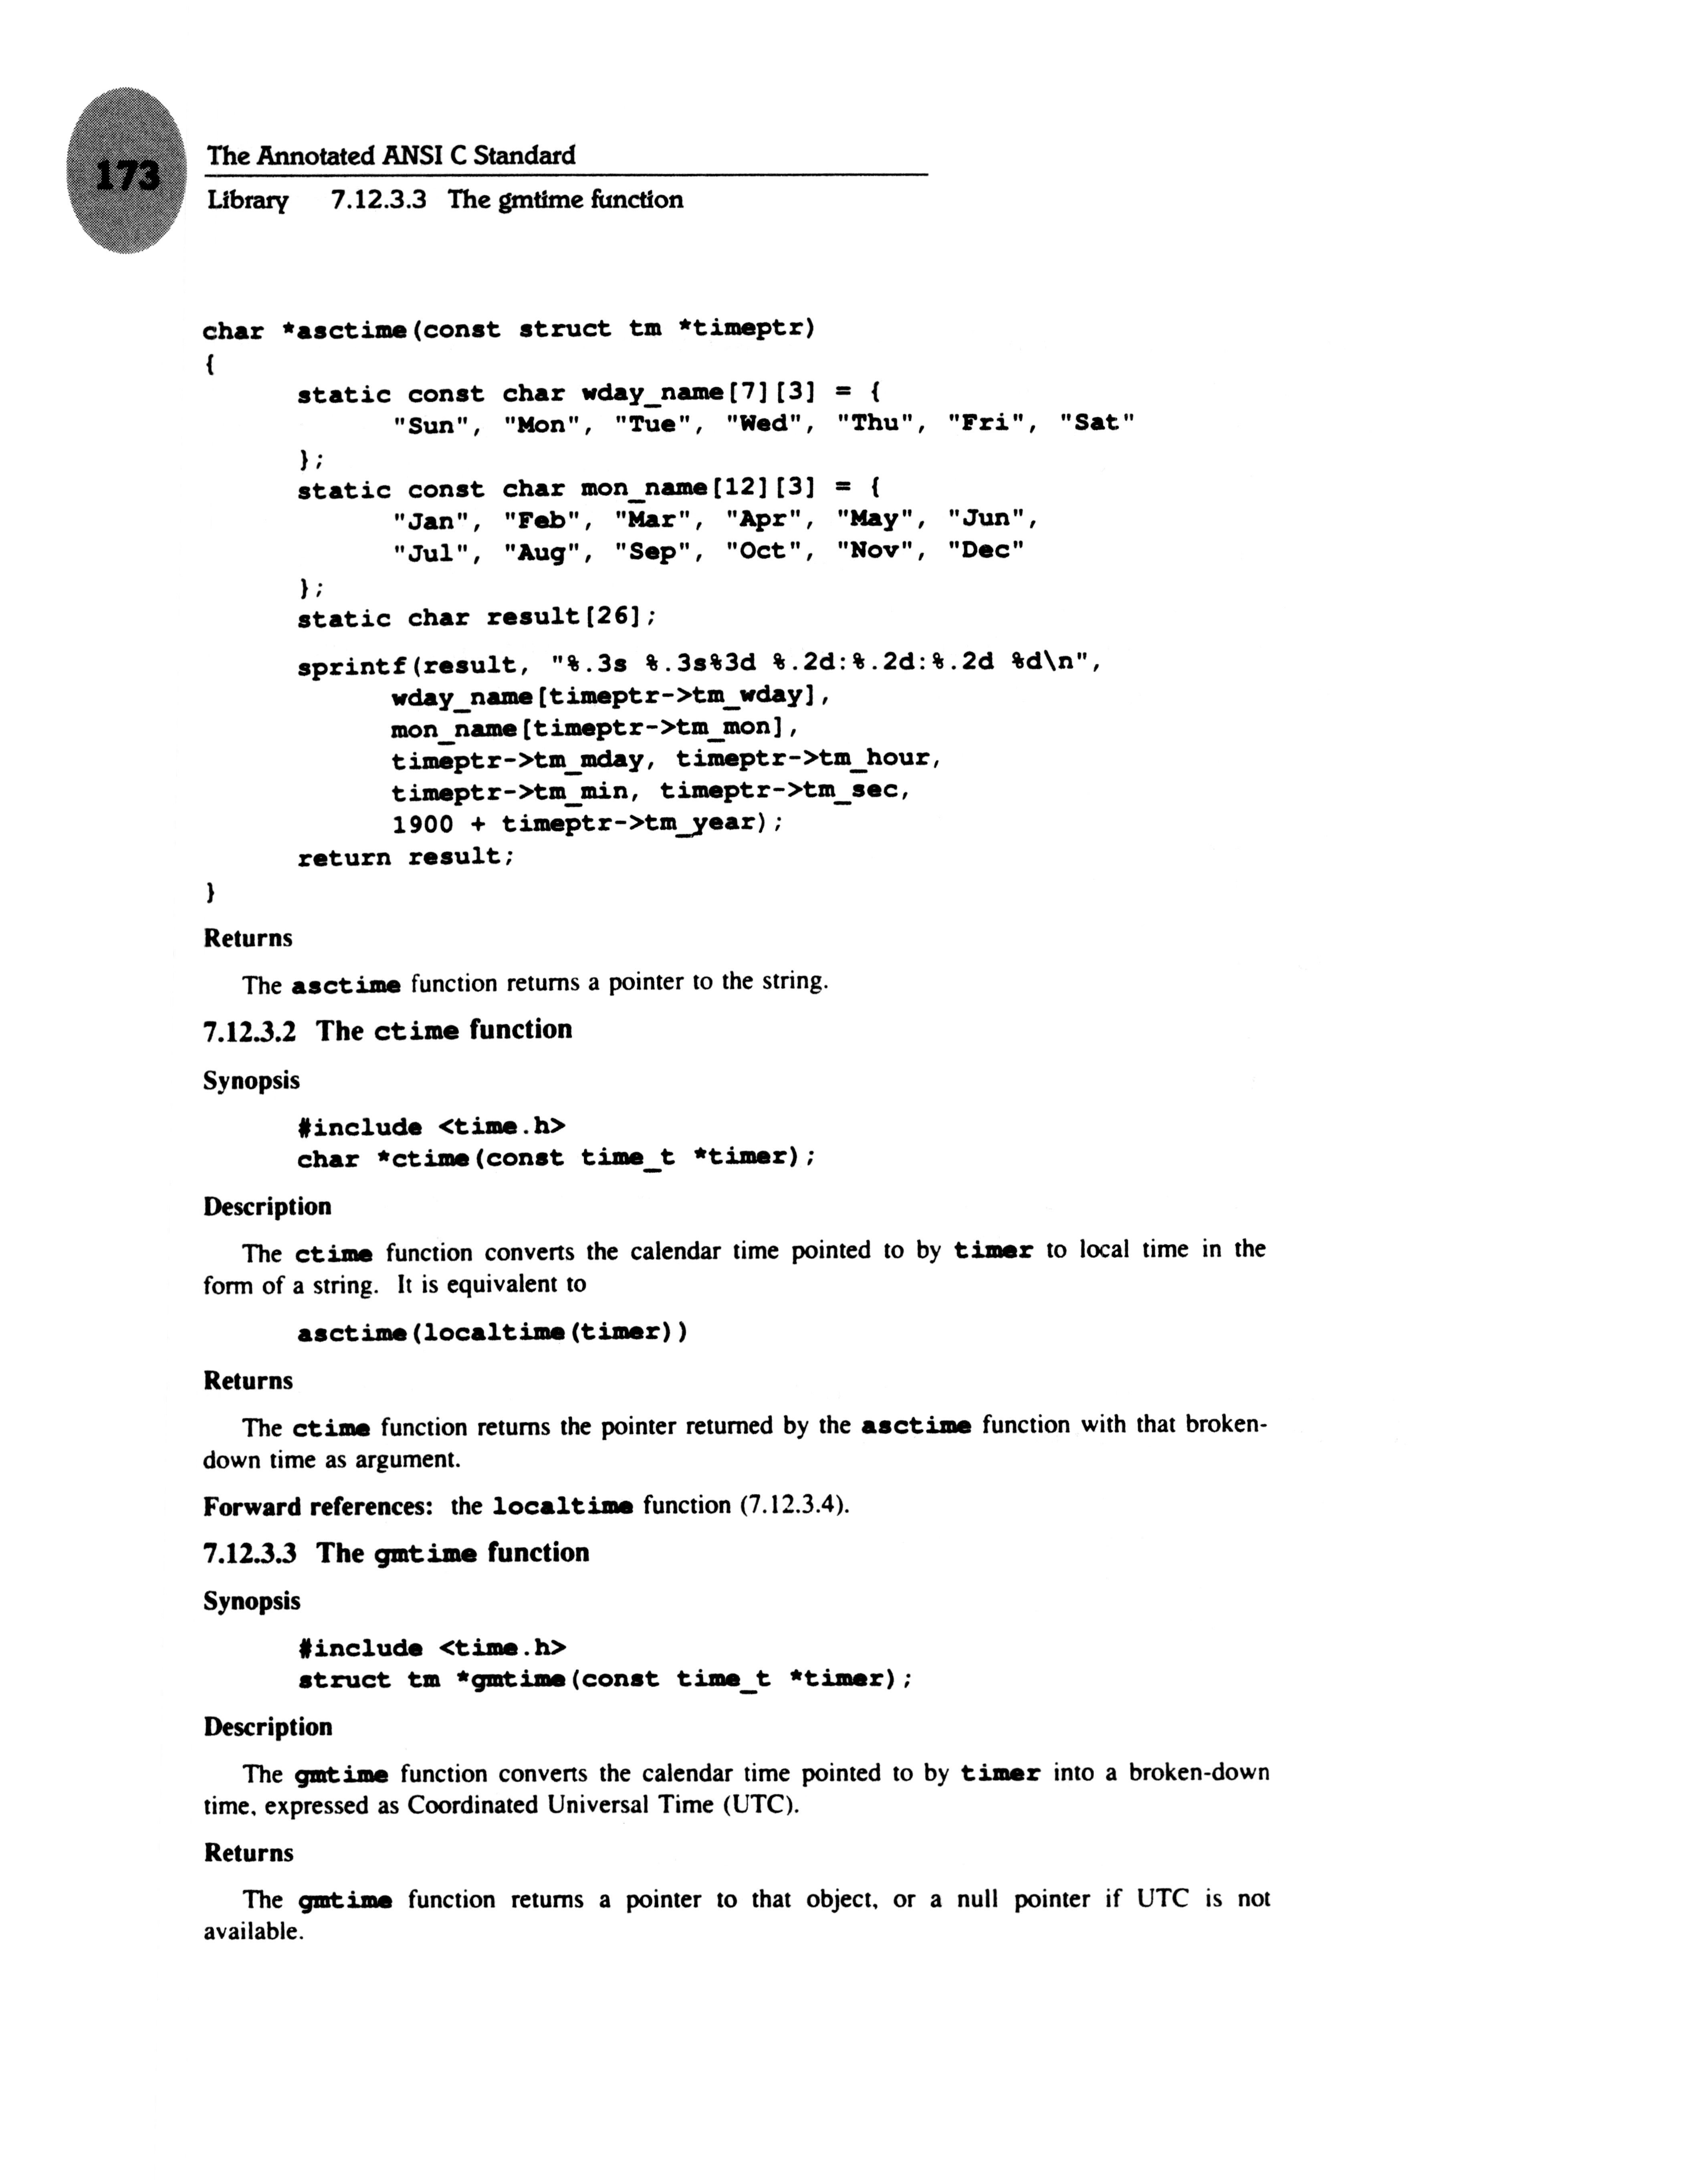 173
The Annotated ANSI C Standard
Library 7.12.3.3 The gmtime function
char *asctime(const struct tm *timeptr)
{
static const char wday_name[7][3] = {
"Sun", "Mon", "Tue", "Wed", "Thu", "Fri", "Sat"
};
static const char mon_name[12][3] = {
"Jan", "Feb", "Mar", "Apr", "May", "Jun",
"Jul", "Aug", "Sep", "Oct", "Nov", "Dec"
};
static char result[26];
sprintf(result, "%.3s %.3s%3d %.2d:%.2d:%.2d %d\n",
wday_name[timeptr->tm_wday],
mon_name[timeptr->tm_mon],
timeptr->tm_mday, timeptr->tm_hour,
timeptr->tm_min, timeptr->tm_sec,
1900 + timeptr->tm_year);
return result;
}
Returns
The asctime function returns a pointer to the string.
7.12.3.2 The ctime function
Synopsis
#include <time.h>
char *ctime(const time_t *timer);
Description
The ctime function converts the calendar time pointed to by timer to local time in the
form of a string. It is equivalent to
asctime(localtime(timer))
Returns
The ctime function returns the pointer returned by the asctime function with that broken-
down time as argument.
Forward references: the localtime function (7.12.3.4).
7.12.3.3 The gmtime function
Synopsis
#include <time.h>
struct tm *gmtime(const time_t *timer);
Description
The gmtime function converts the calendar time pointed to by timer into a broken-down
time, expressed as Coordinated Universal Time (UTC).
Returns
The gmtime function returns a pointer to that object, or a null pointer if UTC is not
available.